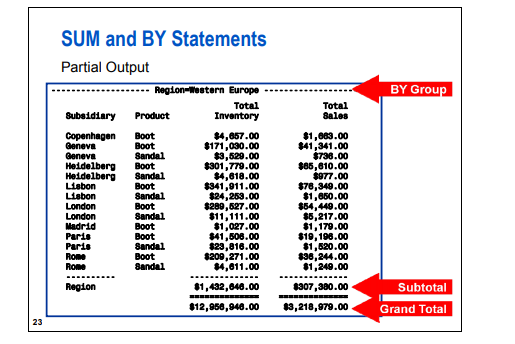 SUM and BY Statements
Partial Output
Region=Western Europe
BY Group
Total Total
Subsidiary Product Inventory Sales
Copenhagen Boot $4,657.00 $1,663.00
Geneva Boot $171,030.00 $41,341.00
Geneva Sandal $3,529.00 $736.00
Heidelberg Boot $301,779.00 $65,610.00
Heidelberg Sandal $4,618.00 $977.00
Lisbon Boot $341,911.00 $76,349.00
Lisbon Sandal $24,253.00 $1,650.00
London Boot $289,527.00 $54,449.00
London Sandal $11,111.00 $5,217.00
Madrid Boot $1,027.00 $1,179.00
Paris Boot $41,506.00 $19,196.00
Paris Sandal $23,816.00 $1,520.00
Rome Boot $209,271.00 $36,244.00
Rome Sandal $4,611.00 $1,249.00
Region $1,432,646.00 $307,380.00
Subtotal
$12,956,946.00 $3,218,979.00
Grand Total
23